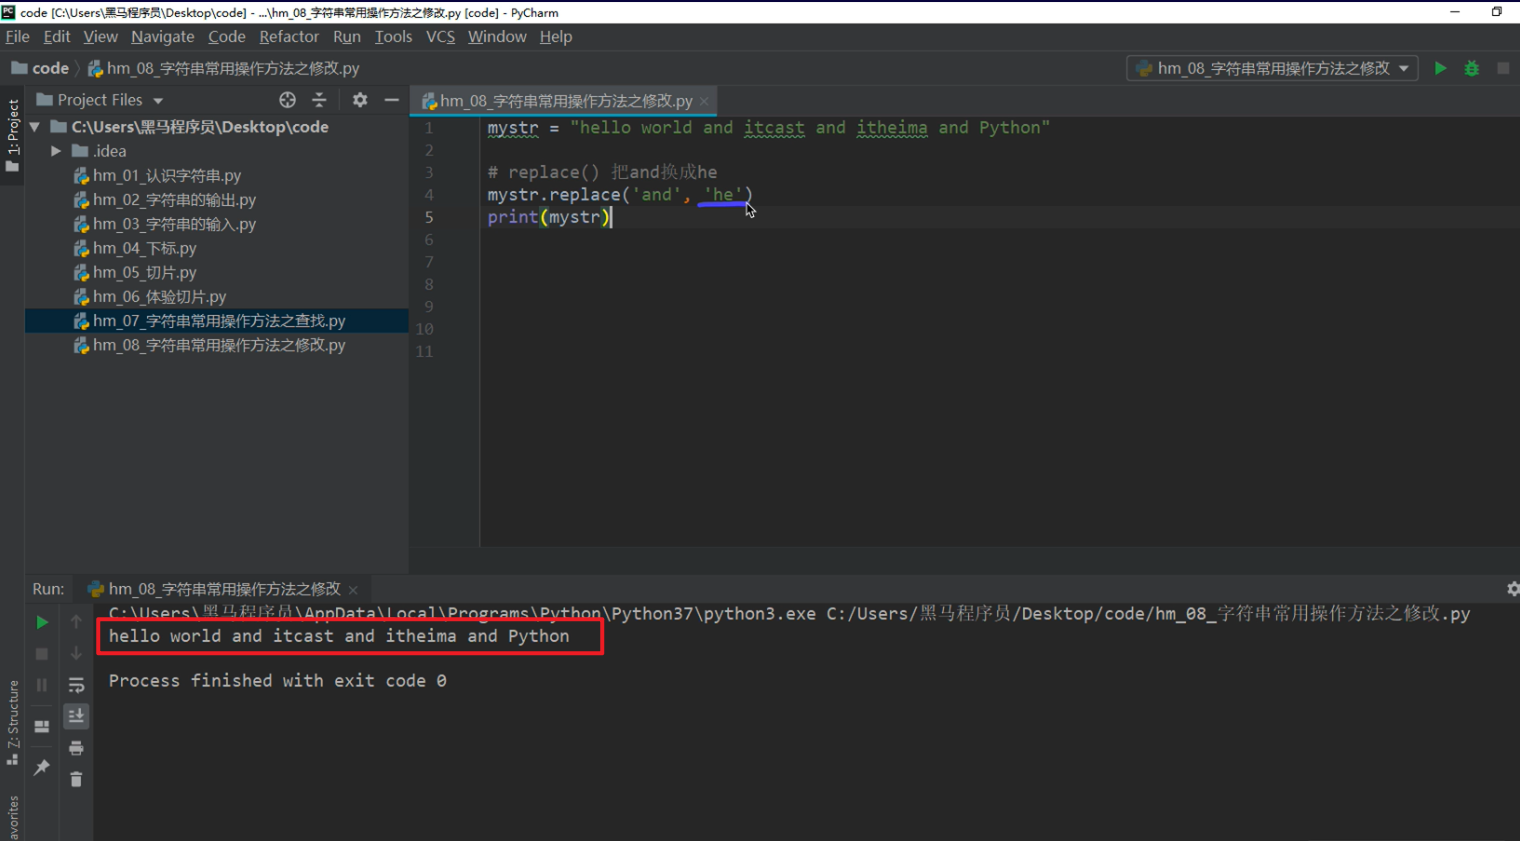 PC code [C:\Users\黑马程序员\Desktop\code] - ...\hm_08_字符串常用操作方法之修改.py [code] - PyCharm
File Edit View Navigate Code Refactor Run Tools VCS Window Help
code hm_08_字符串常用操作方法之修改.py hm_08_字符串常用操作方法之修改
1: Project
Project Files
C:\Users\黑马程序员\Desktop\code
.idea
hm_01_认识字符串.py
hm_02_字符串的输出.py
hm_03_字符串的输入.py
hm_04_下标.py
hm_05_切片.py
hm_06_体验切片.py
hm_07_字符串常用操作方法之查找.py
hm_08_字符串常用操作方法之修改.py
hm_08_字符串常用操作方法之修改.py
1 mystr = "hello world and itcast and itheima and Python"
2
3 # replace() 把and换成he
4 mystr.replace('and', 'he')
5 print(mystr)
6
7
8
9
10
11
Run: hm_08_字符串常用操作方法之修改
C:\Users\黑马程序员\AppData\Local\Programs\Python\Python37\python3.exe C:/Users/黑马程序员/Desktop/code/hm_08_字符串常用操作方法之修改.py
hello world and itcast and itheima and Python
Process finished with exit code 0
Z: Structure
avorites